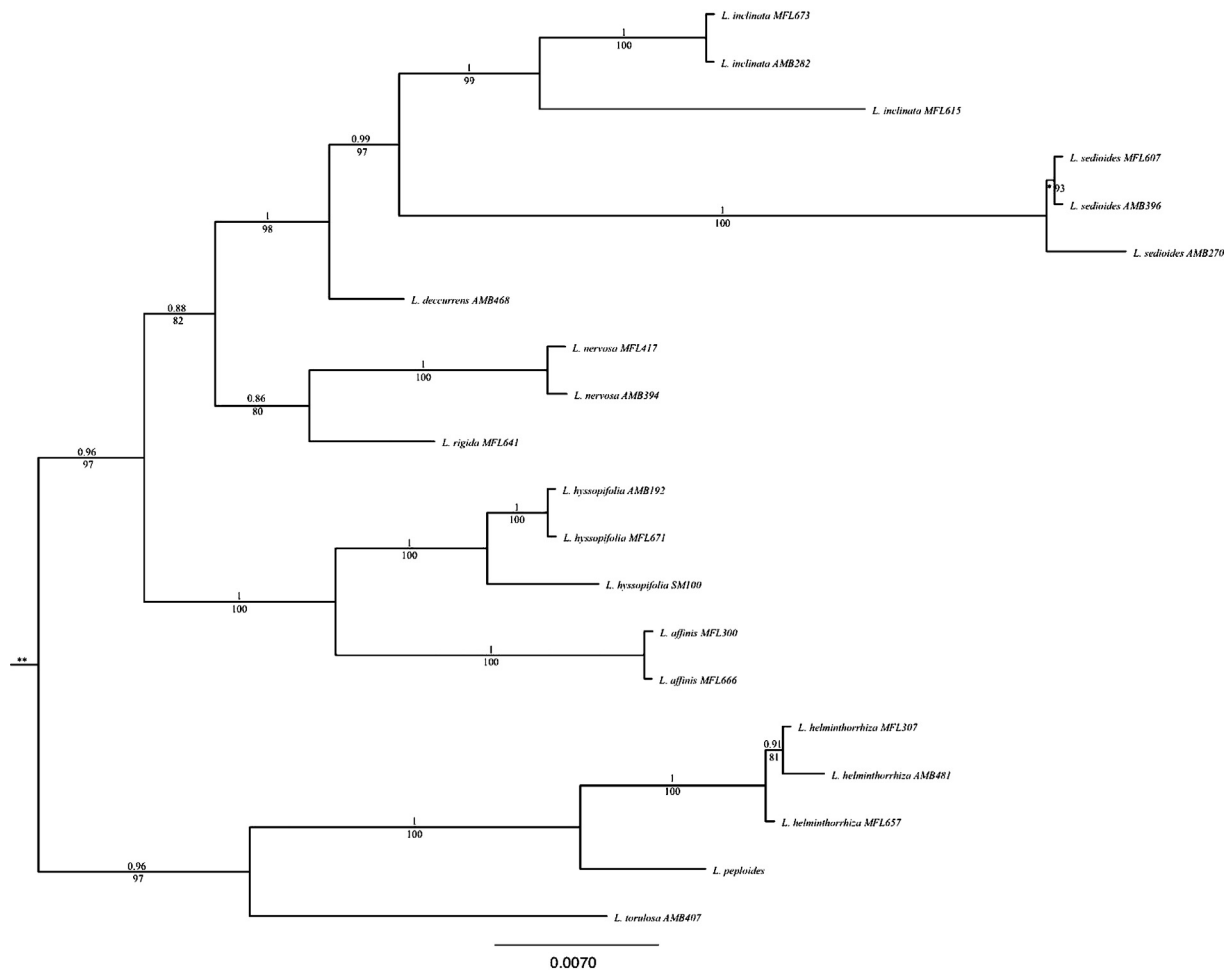 L. inclinata MFL673
1
100
L. inclinata AMB282
1
99
L. inclinata MFL615
0.99
97
L. sedioides MFL607
* 93
L. sedioides AMB396
1
100
L. sedioides AMB270
1
98
L. deccurrens AMB468
0.88
82
L. nervosa MFL417
1
100
L. nervosa AMB394
0.86
80
L. rigida MFL641
0.96
97
L. hyssopifolia AMB192
1
100
L. hyssopifolia MFL671
1
100
L. hyssopifolia SM100
1
100
L. affinis MFL300
1
100
L. affinis MFL666
**
L. helminthorrhiza MFL307
0.91
81
L. helminthorrhiza AMB481
1
100
L. helminthorrhiza MFL657
1
100
L. peploides
0.96
97
L. torulosa AMB407
0.0070